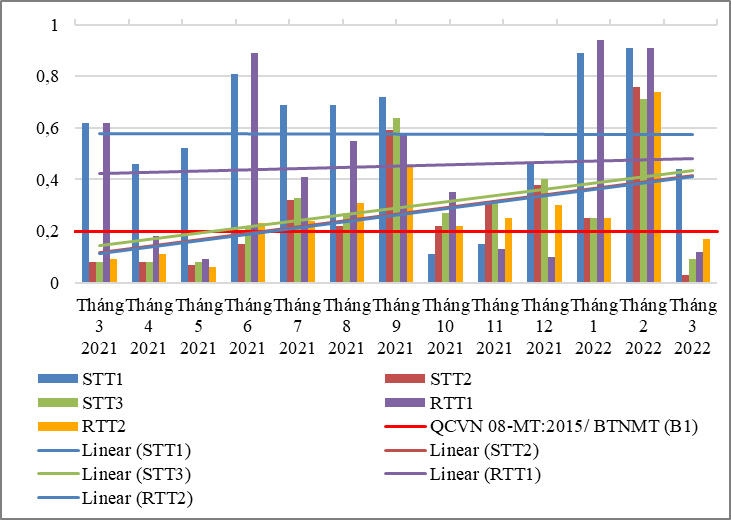 1
0,8
0,6
0,4
0,2
0
Tháng Tháng Tháng Tháng Tháng Tháng Tháng Tháng Tháng Tháng Tháng Tháng Tháng
3 4 5 6 7 8 9 10 11 12 1 2 3
2021 2021 2021 2021 2021 2021 2021 2021 2021 2021 2022 2022 2022
STT1 STT2
STT3 RTT1
RTT2 QCVN 08-MT:2015/ BTNMT (B1)
Linear (STT1) Linear (STT2)
Linear (STT3) Linear (RTT1)
Linear (RTT2)